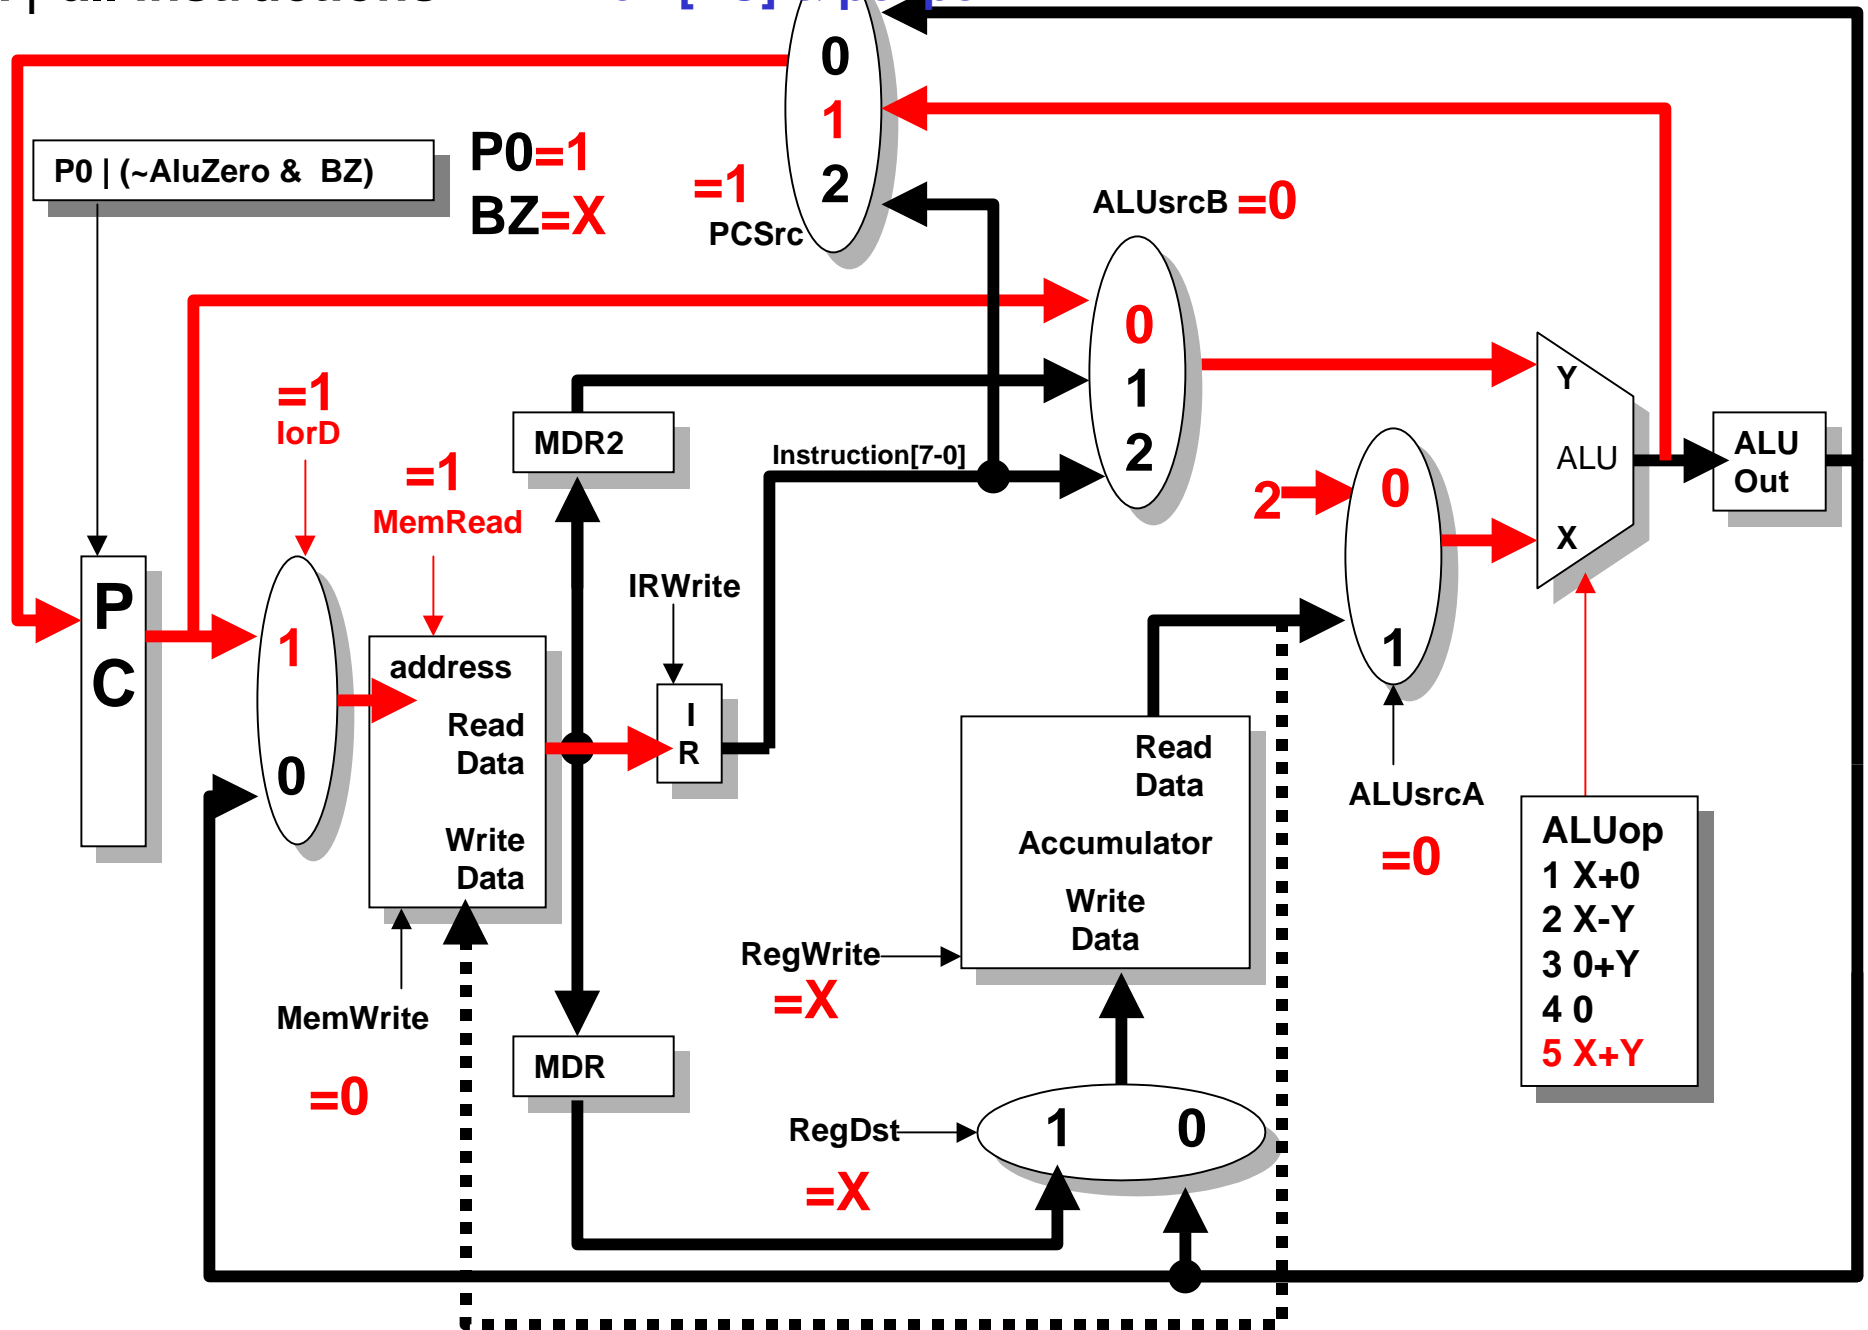 all instructions
0
1
2
P0 | (~AluZero & BZ)
P0=1
BZ=X
=1
PCSrc
ALUsrcB =0
0
1
2
=1
IorD
=1
MemRead
MDR2
Instruction[7-0]
2
0
1
Y
ALU
X
ALU
Out
P
C
1
0
address
Read
Data
Write
Data
IRWrite
I
R
Read
Data
Accumulator
Write
Data
ALUsrcA
=0
ALUop
1 X+0
2 X-Y
3 0+Y
4 0
5 X+Y
RegWrite
=X
MemWrite
=0
MDR
RegDst
=X
1 0